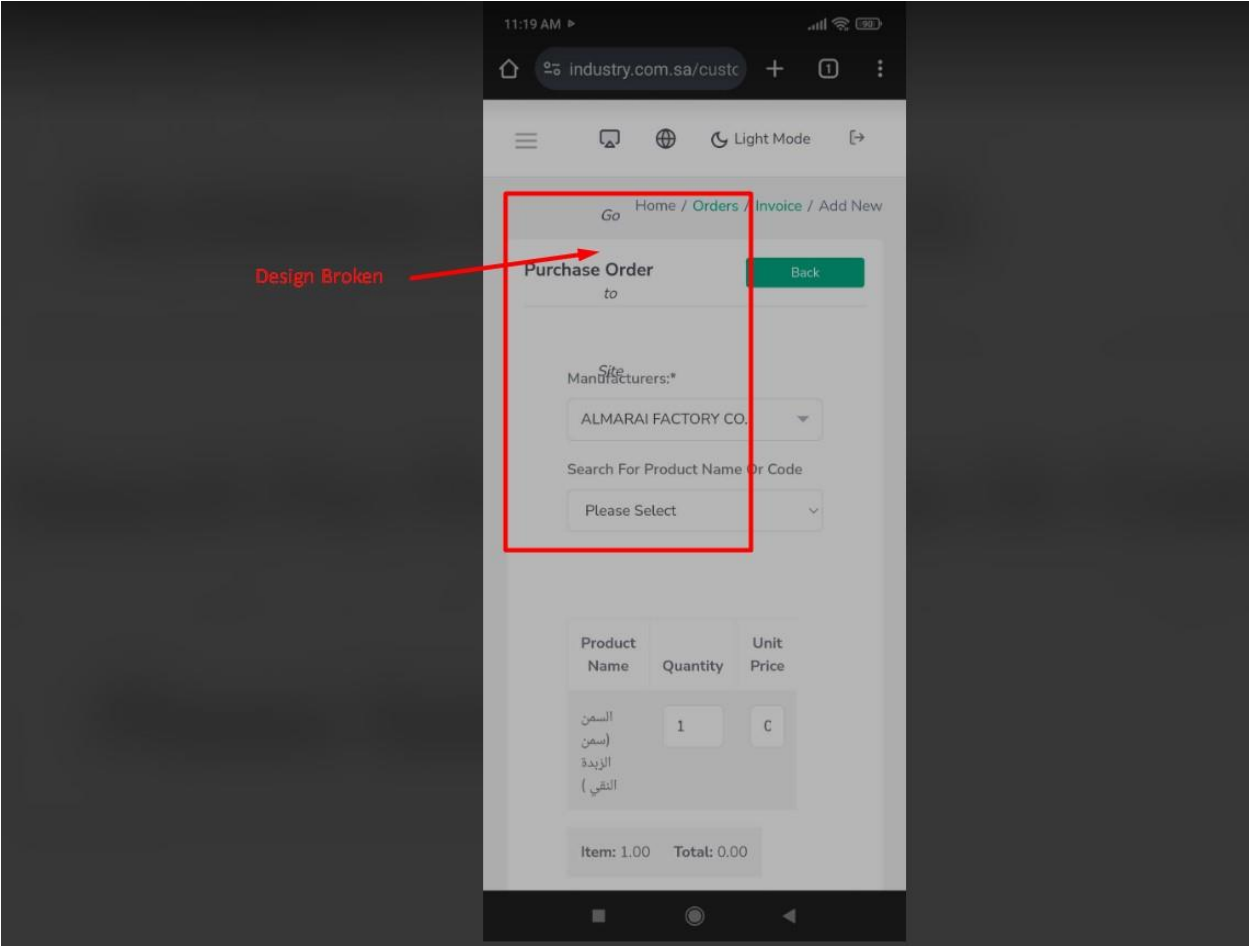 11:19 AM
90
industry.com.sa/custc
1
Light Mode
Home / Orders / Invoice / Add New
Go
Purchase Order
Back
to
Design Broken
Site
Manufacturers:*
ALMARAI FACTORY CO.
Search For Product Name Or Code
Please Select
Product Name
Quantity
Unit Price
السمن
(سمن
الزبدة
النقي )
1
Item: 1.00 Total: 0.00